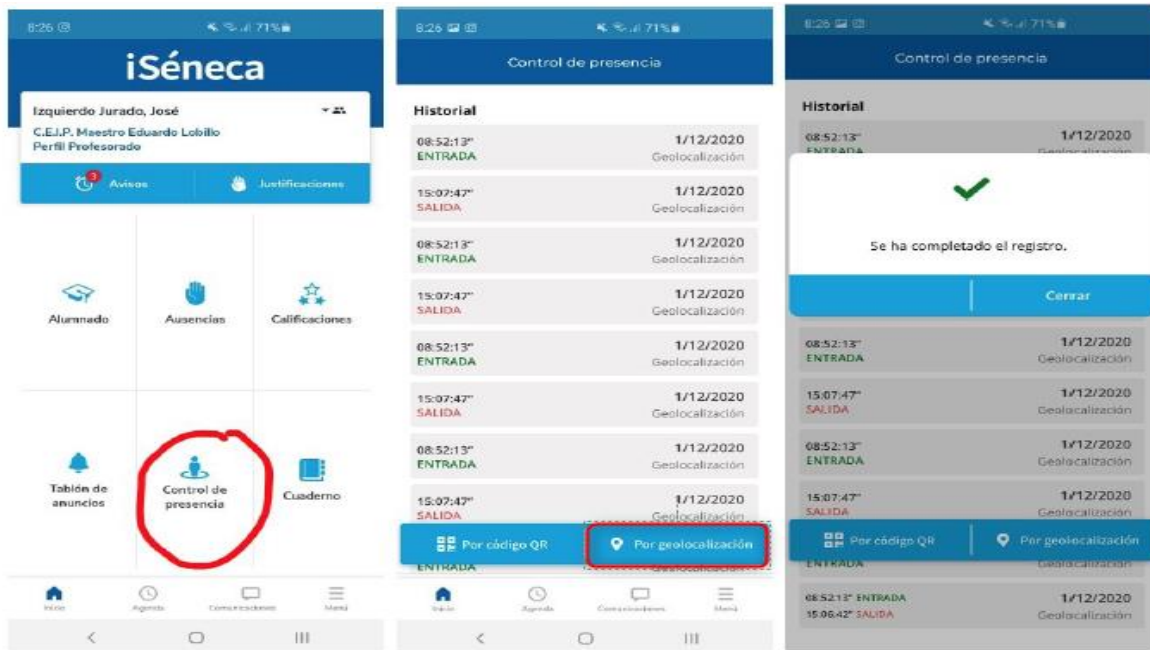 8:26
71%
iSéneca
Izquierdo Jurado, José
C.E.I.P. Maestro Eduardo Lobillo
Perfil Profesorado
3
Avisos
Justificaciones
Alumnado
Ausencias
Calificaciones
Tablón de
anuncios
Control de
presencia
Cuaderno
Inicio
Agenda
Comunicaciones
Menú
8:26
71%
Control de presencia
Historial
08:52:13" 1/12/2020
ENTRADA Geolocalización
15:07:47" 1/12/2020
SALIDA Geolocalización
08:52:13" 1/12/2020
ENTRADA Geolocalización
15:07:47" 1/12/2020
SALIDA Geolocalización
08:52:13" 1/12/2020
ENTRADA Geolocalización
15:07:47" 1/12/2020
SALIDA Geolocalización
08:52:13" 1/12/2020
ENTRADA Geolocalización
15:07:47" 1/12/2020
SALIDA Geolocalización
Por código QR
Por geolocalización
ENTRADA
Inicio
Agenda
Comunicaciones
Menú
8:26
71%
Control de presencia
Historial
08:52:13" 1/12/2020
ENTRADA Geolocalización
Se ha completado el registro.
Cerrar
08:52:13" 1/12/2020
ENTRADA Geolocalización
15:07:47" 1/12/2020
SALIDA Geolocalización
08:52:13" 1/12/2020
ENTRADA Geolocalización
15:07:47" 1/12/2020
SALIDA Geolocalización
Por código QR
Por geolocalización
ENTRADA
08:52:13" ENTRADA 1/12/2020
15:06:42" SALIDA Geolocalización